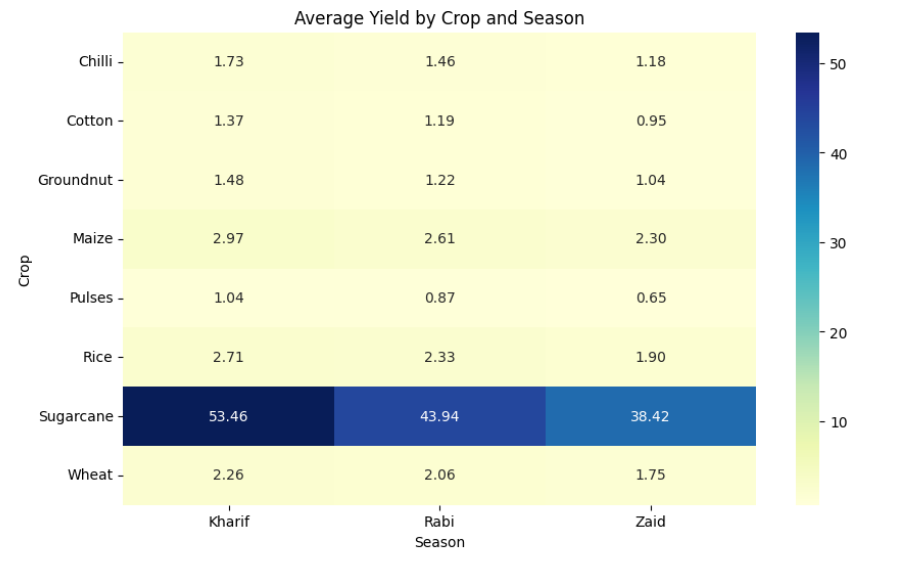 Average Yield by Crop and Season
Chilli 1.73 1.46 1.18
50
Cotton 1.37 1.19 0.95
40
Groundnut 1.48 1.22 1.04
Maize 2.97 2.61 2.30
30
Crop
Pulses 1.04 0.87 0.65
20
Rice 2.71 2.33 1.90
Sugarcane 53.46 43.94 38.42
10
Wheat 2.26 2.06 1.75
Kharif Rabi Zaid
Season